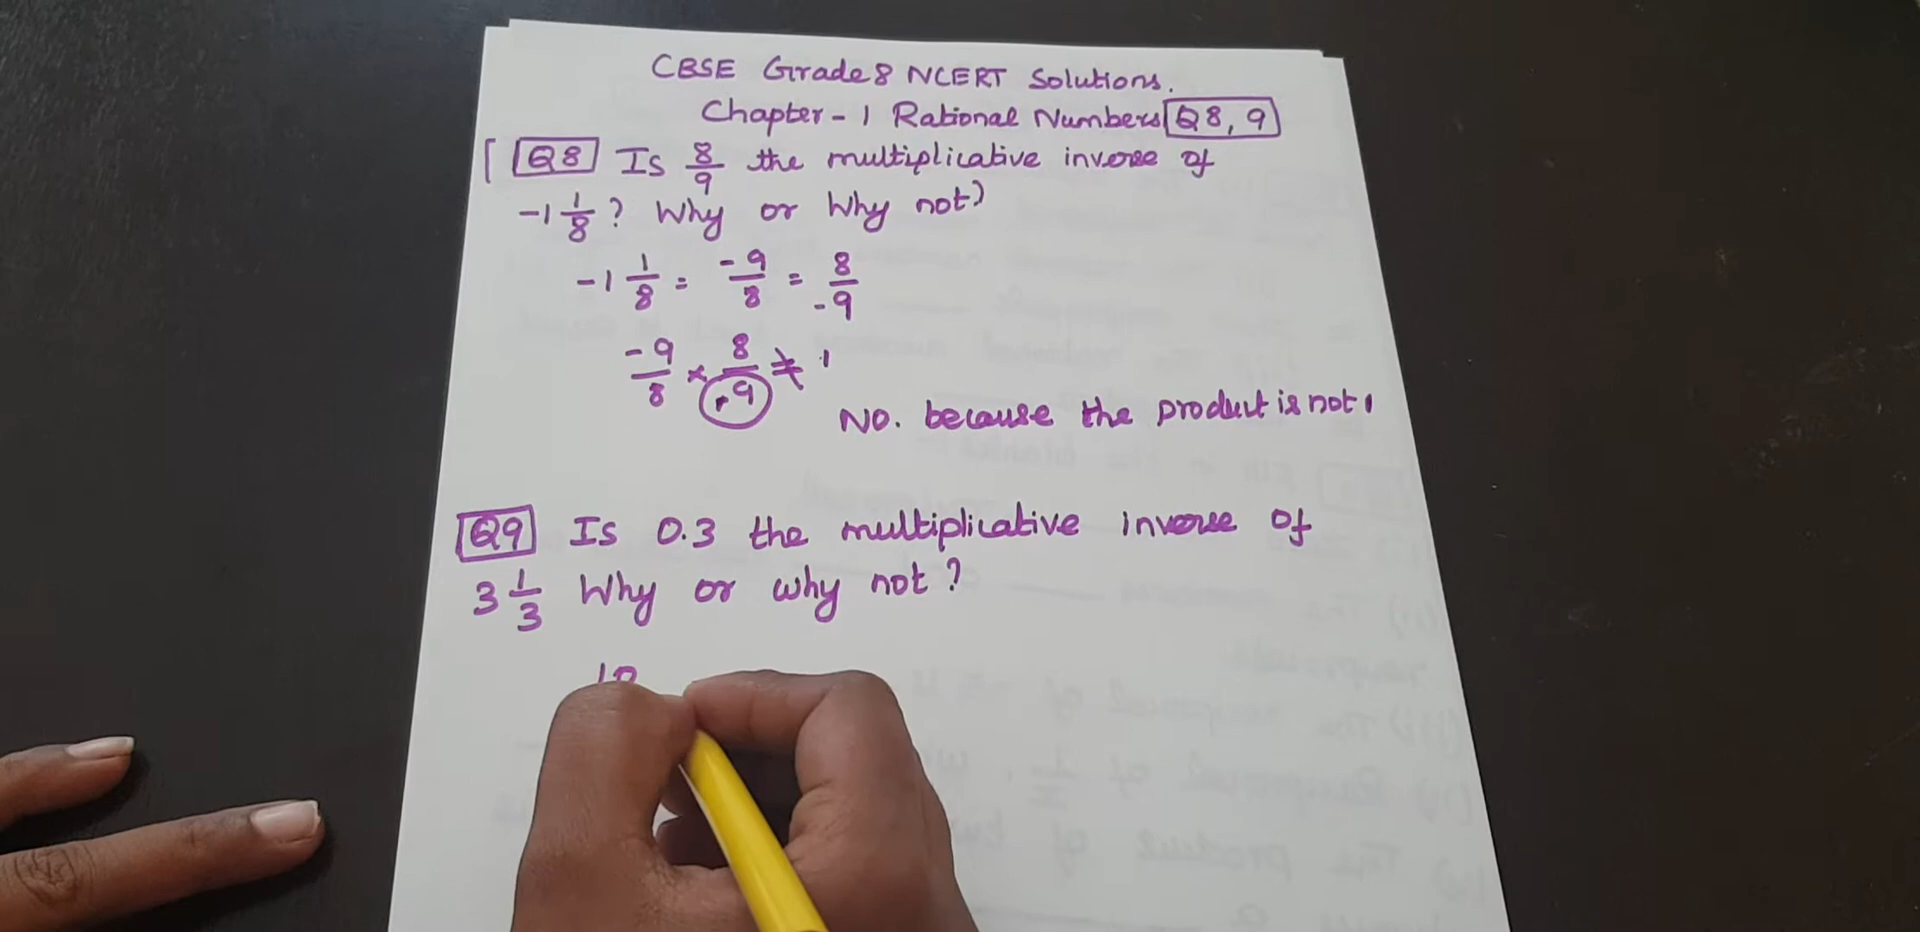 CBSE Grade 8 NCERT Solutions.
Chapter - 1 Rational Numbers Q8, 9
[ Q8 Is 8/9 the multiplicative inverse of
-1 1/8 ? Why or Why not)
-1 1/8 = -9/8 = 8/-9
-9/8 × 8/-9 ≠ 1
NO. because the product is not 1
Q9 Is 0.3 the multiplicative inverse of
3 1/3 Why or why not ?
10